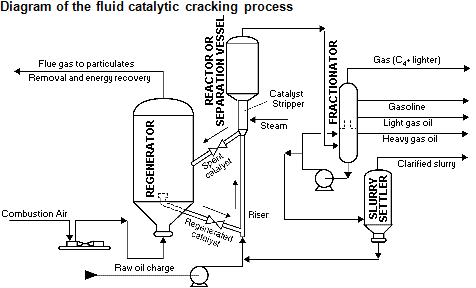 Diagram of the fluid catalytic cracking process
Flue gas to particulates
Removal and energy recovery
REACTOR OR
SEPARATION VESSEL
Catalyst
Stripper
Steam
FRACTIONATOR
Gas (C4+ lighter)
Gasoline
Light gas oil
Heavy gas oil
Clarified slurry
REGENERATOR
Spent
catalyst
SLURRY
SETTLER
Combustion Air
Regenerated
catalyst
Riser
Raw oil charge